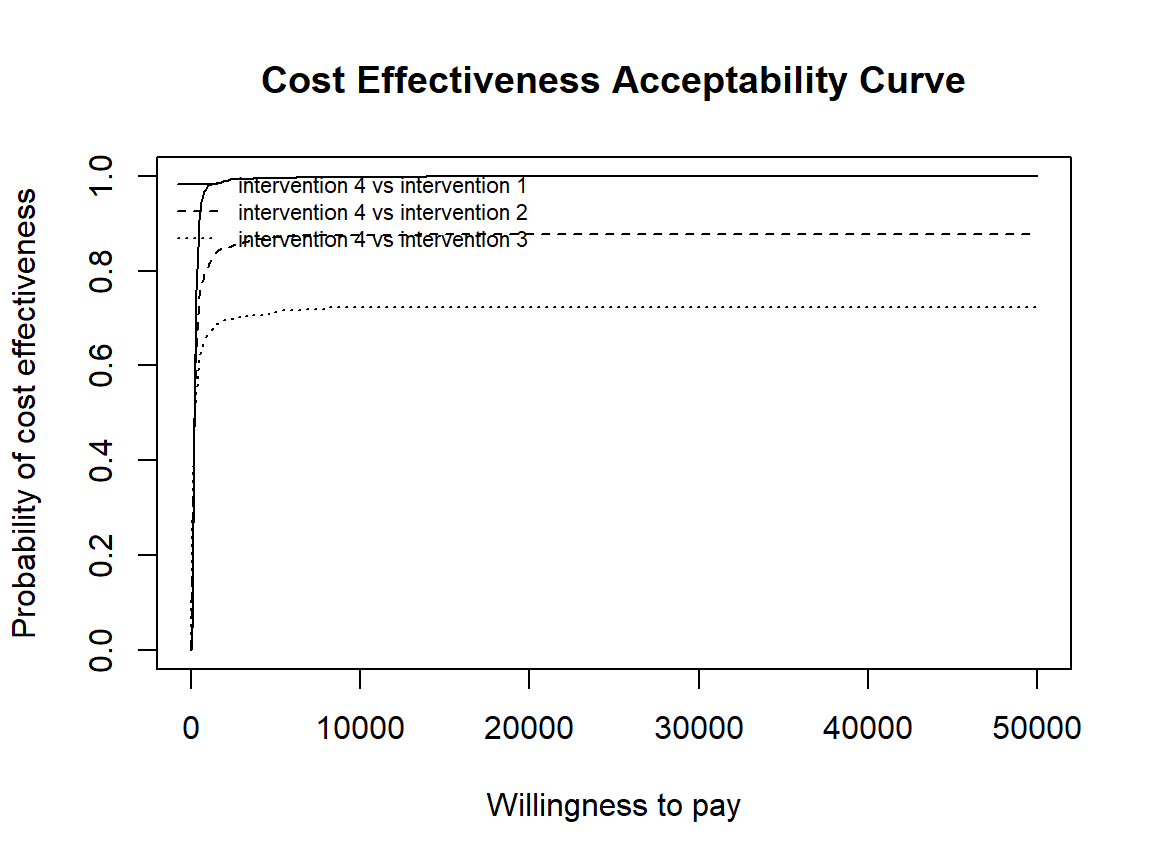 Cost Effectiveness Acceptability Curve
Probability of cost effectiveness
1.0
0.8
0.6
0.4
0.2
0.0
intervention 4 vs intervention 1
intervention 4 vs intervention 2
intervention 4 vs intervention 3
0 10000 20000 30000 40000 50000
Willingness to pay